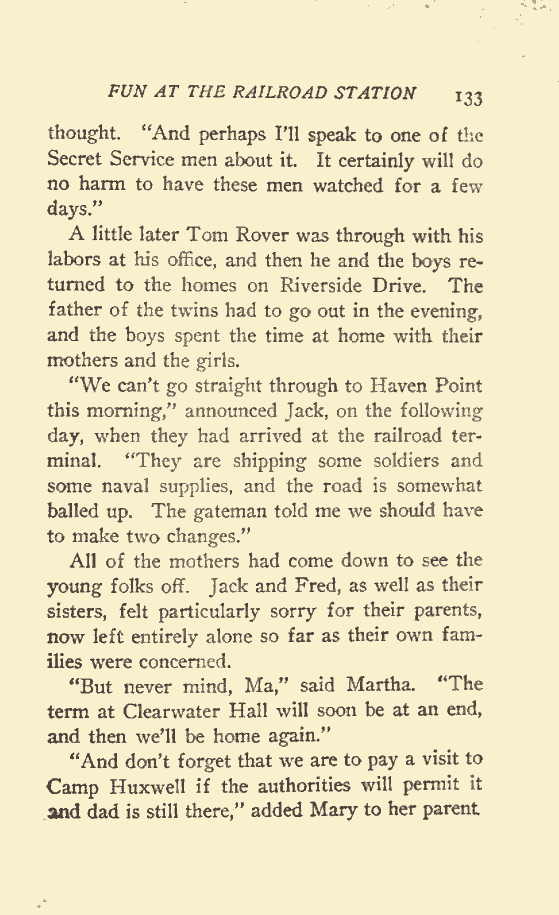 FUN AT THE RAILROAD STATION 133
thought. "And perhaps I'll speak to one of the
Secret Service men about it. It certainly will do
no harm to have these men watched for a few
days."
A little later Tom Rover was through with his
labors at his office, and then he and the boys re-
turned to the homes on Riverside Drive. The
father of the twins had to go out in the evening,
and the boys spent the time at home with their
mothers and the girls.
"We can't go straight through to Haven Point
this morning," announced Jack, on the following
day, when they had arrived at the railroad ter-
minal. "They are shipping some soldiers and
some naval supplies, and the road is somewhat
balled up. The gateman told me we should have
to make two changes."
All of the mothers had come down to see the
young folks off. Jack and Fred, as well as their
sisters, felt particularly sorry for their parents,
now left entirely alone so far as their own fam-
ilies were concerned.
"But never mind, Ma," said Martha. "The
term at Clearwater Hall will soon be at an end,
and then we'll be home again."
"And don't forget that we are to pay a visit to
Camp Huxwell if the authorities will permit it
and dad is still there," added Mary to her parent